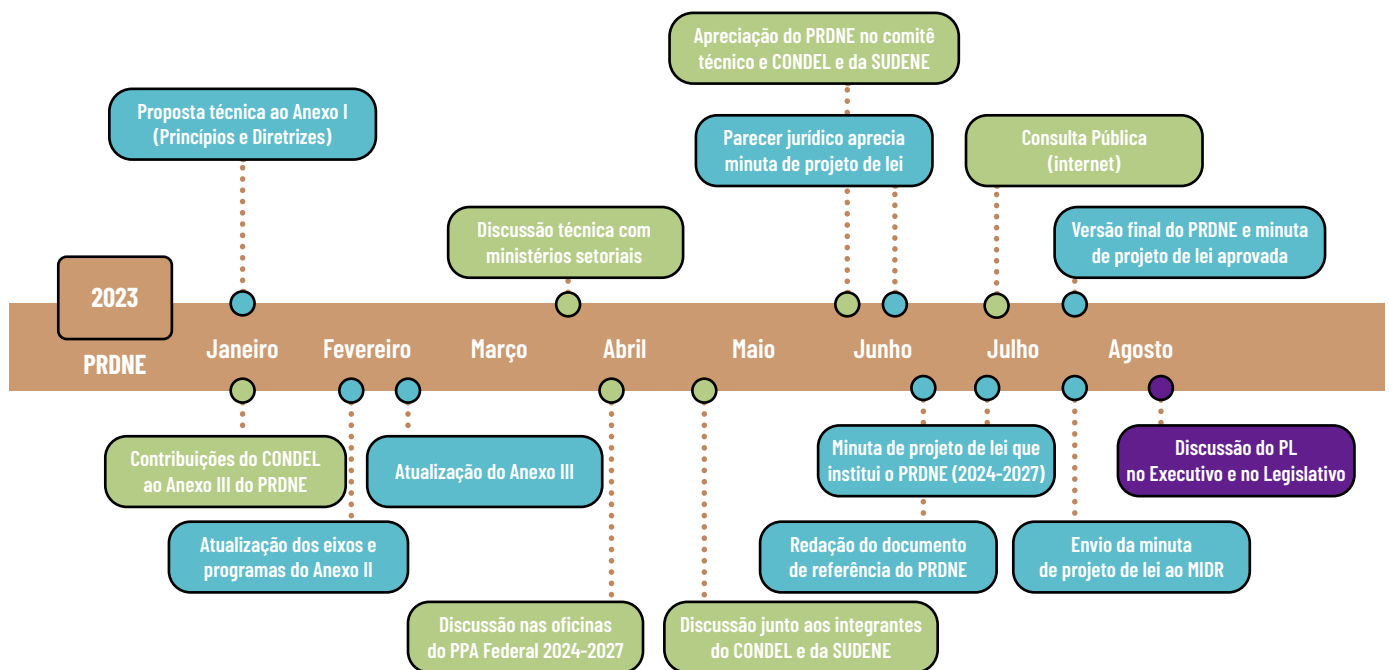 Apreciação do PRDNE no comitê
técnico e CONDEL e da SUDENE
Proposta técnica ao Anexo I
(Princípios e Diretrizes)
Parecer jurídico aprecia
minuta de projeto de lei
Consulta Pública
(internet)
Discussão técnica com
ministérios setoriais
Versão final do PRDNE e minuta
de projeto de lei aprovada
2023
PRDNE
Janeiro
Fevereiro
Março
Abril
Maio
Junho
Julho
Agosto
Contribuições do CONDEL
ao Anexo III do PRDNE
Atualização do Anexo III
Minuta de projeto de lei que
institui o PRDNE (2024-2027)
Discussão do PL
no Executivo e no Legislativo
Atualização dos eixos e
programas do Anexo II
Redação do documento
de referência do PRDNE
Envio da minuta
de projeto de lei ao MIDR
Discussão nas oficinas
do PPA Federal 2024-2027
Discussão junto aos integrantes
do CONDEL e da SUDENE